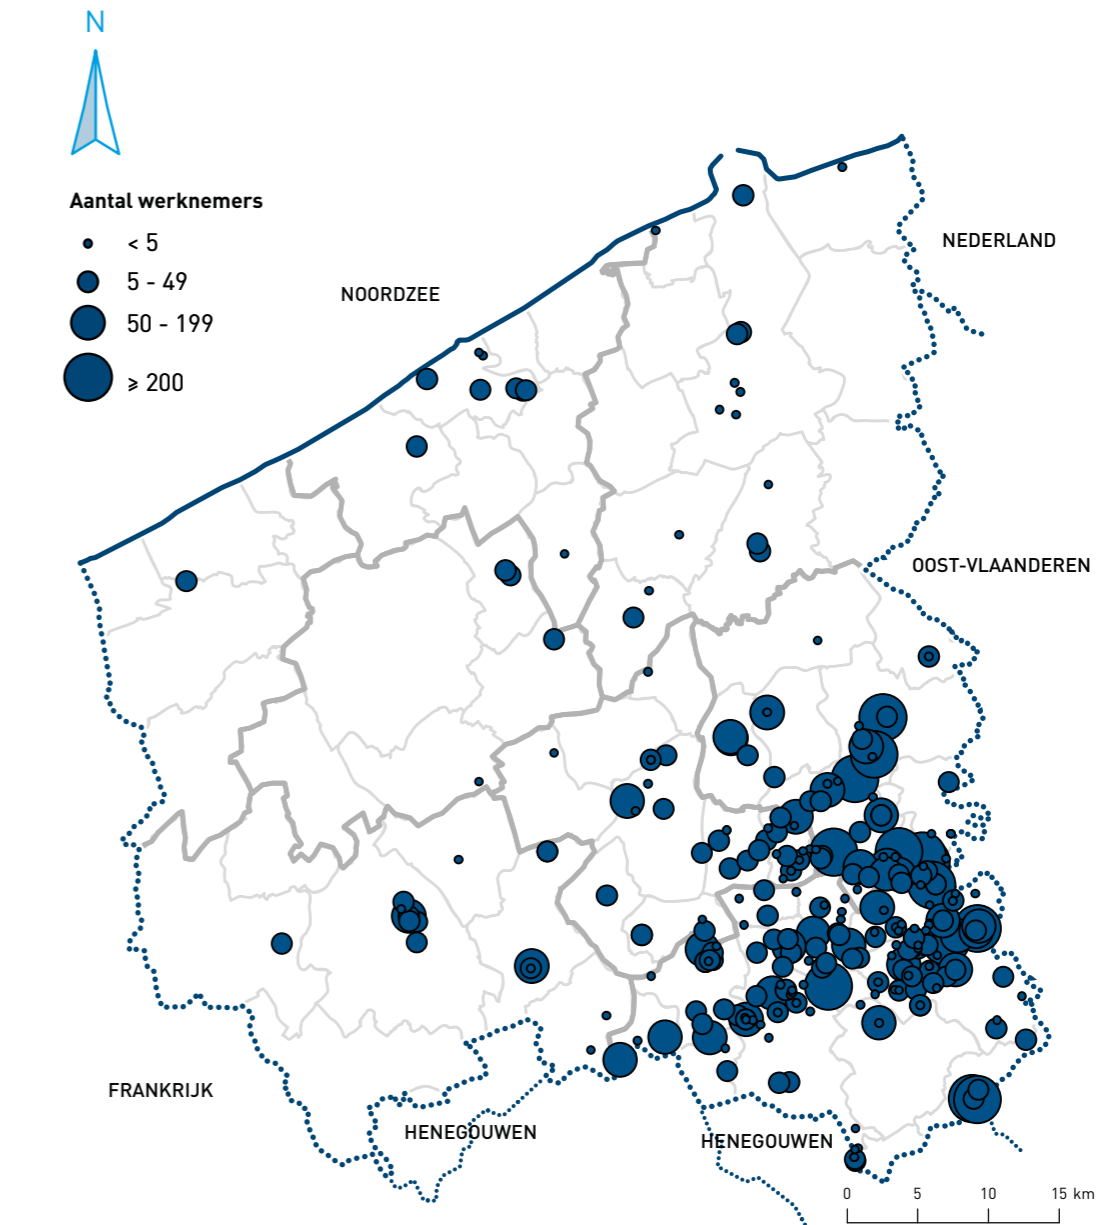 N
Aantal werknemers
< 5
5 - 49
50 - 199
⩾ 200
NOORDZEE
NEDERLAND
OOST-VLAANDEREN
FRANKRIJK
HENEGOUWEN
HENEGOUWEN
0 5 10 15 km